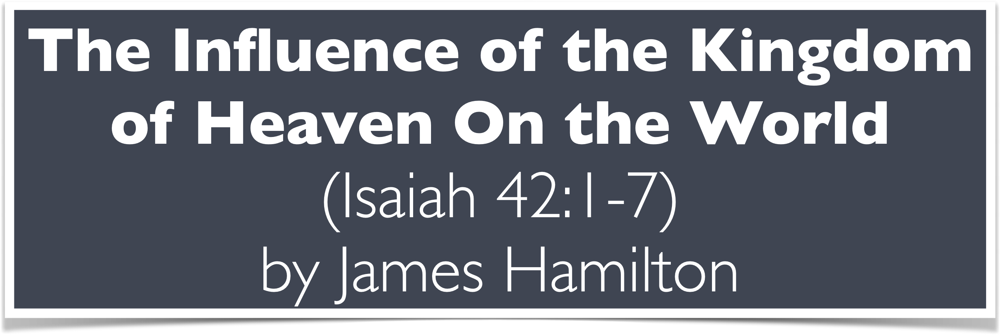 The Influence of the Kingdom
of Heaven On the World
(Isaiah 42:1-7)
by James Hamilton